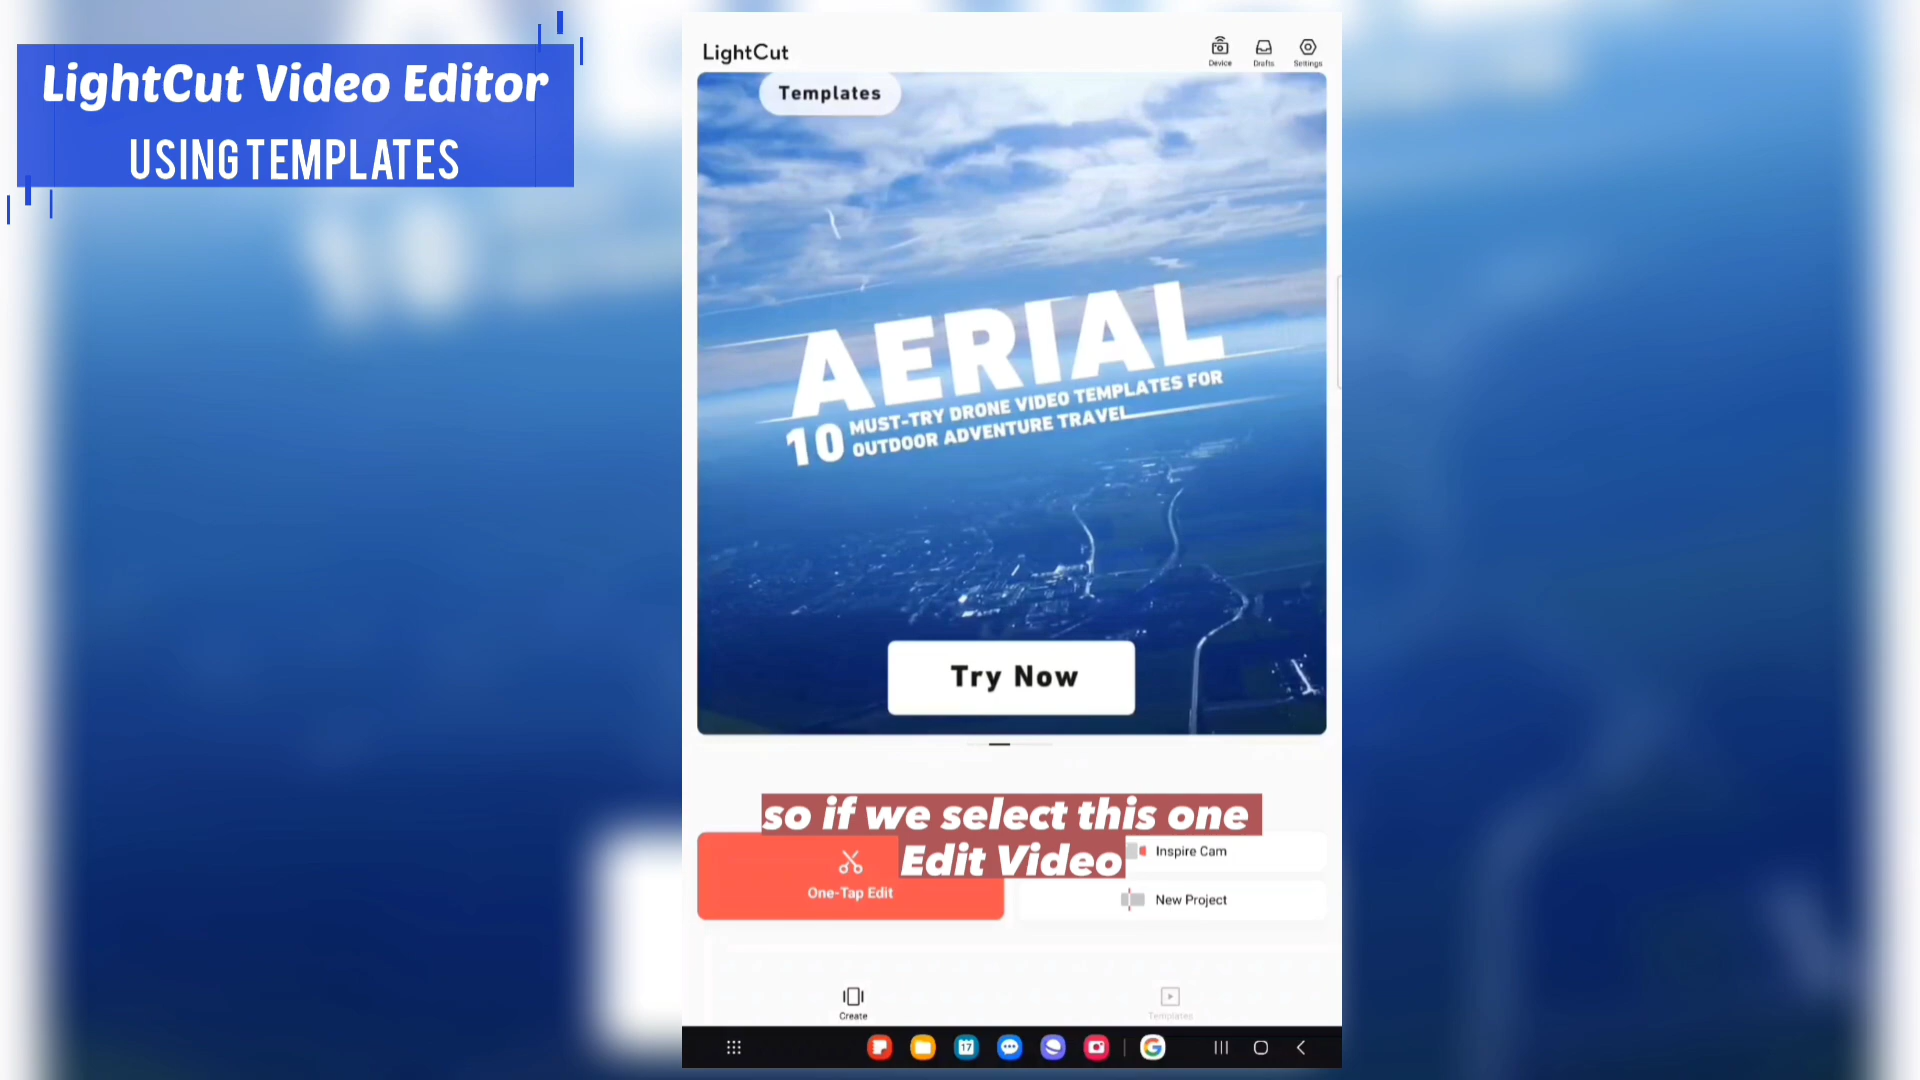 LightCut Video Editor
USING TEMPLATES
LightCut
Device
Drafts
Settings
Templates
AERIAL
10 MUST-TRY DRONE VIDEO TEMPLATES FOR
OUTDOOR ADVENTURE TRAVEL
Try Now
so if we select this one
Edit Video
One-Tap Edit
Inspire Cam
New Project
Create
Templates
17